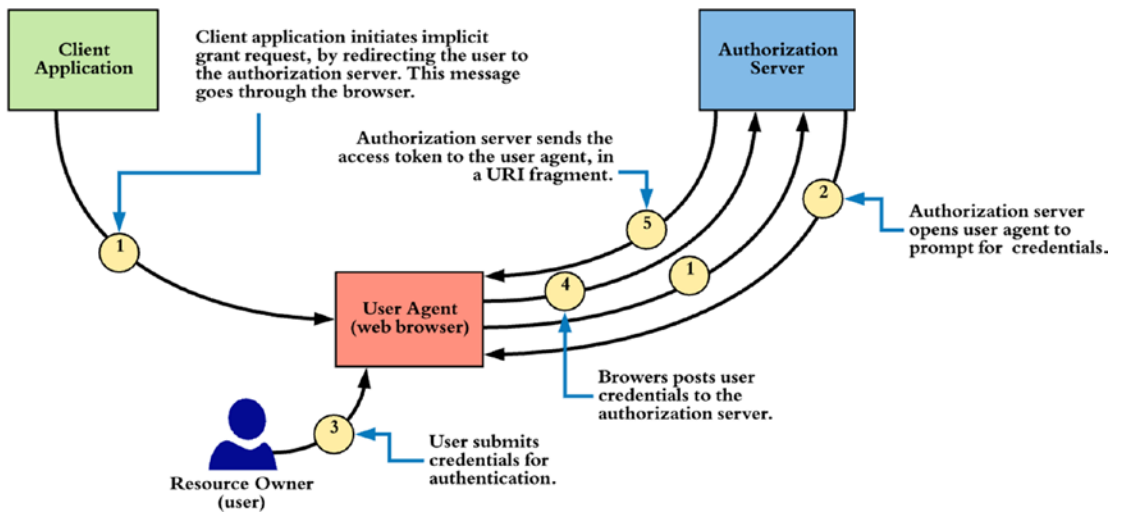 Client
Application
Client application initiates implicit
grant request, by redirecting the user to
the authorization server. This message
goes through the browser.
Authorization
Server
Authorization server sends the
access token to the user agent, in
a URI fragment.
2
Authorization server
opens user agent to
prompt for credentials.
5
1
1
4
User Agent
(web browser)
Browers posts user
credentials to the
authorization server.
3
User submits
credentials for
authentication.
Resource Owner
(user)